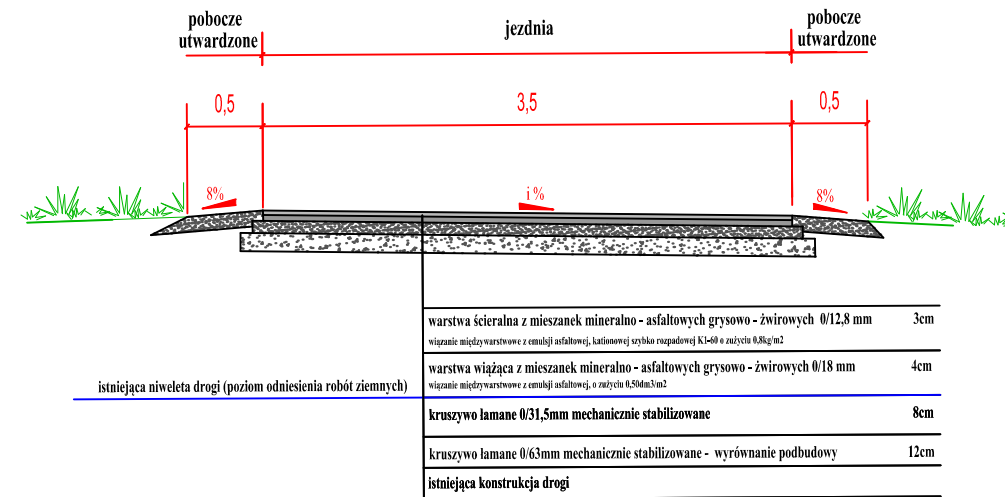 pobocze
utwardzone
jezdnia
pobocze
utwardzone
0,5
3,5
0,5
8%
i %
8%
warstwa ścieralna z mieszanek mineralno - asfaltowych grysowo - żwirowych 0/12,8 mm 3cm
wiązanie międzywarstwowe z emulsji asfaltowej, kationowej szybko rozpadowej K1-60 o zużyciu 0,8kg/m2
warstwa wiążąca z mieszanek mineralno - asfaltowych grysowo - żwirowych 0/18 mm 4cm
wiązanie międzywarstwowe z emulsji asfaltowej, o zużyciu 0,50dm3/m2
istniejąca niweleta drogi (poziom odniesienia robót ziemnych)
kruszywo łamane 0/31,5mm mechanicznie stabilizowane 8cm
kruszywo łamane 0/63mm mechanicznie stabilizowane - wyrównanie podbudowy 12cm
istniejąca konstrukcja drogi